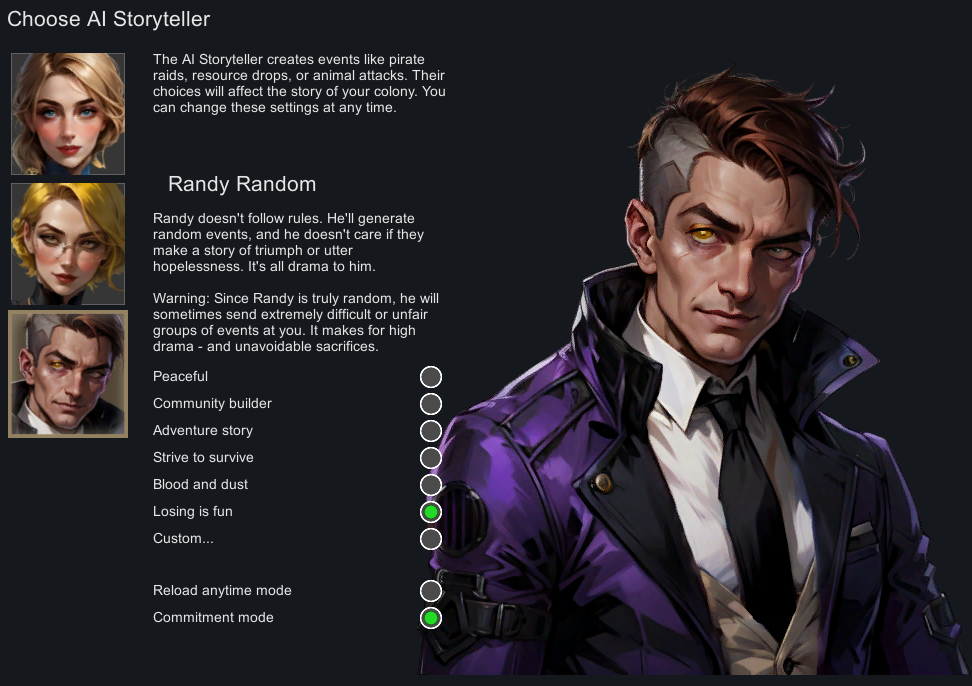 Choose AI Storyteller
The AI Storyteller creates events like pirate
raids, resource drops, or animal attacks. Their
choices will affect the story of your colony. You
can change these settings at any time.
Randy Random
Randy doesn't follow rules. He'll generate
random events, and he doesn't care if they
make a story of triumph or utter
hopelessness. It's all drama to him.
Warning: Since Randy is truly random, he will
sometimes send extremely difficult or unfair
groups of events at you. It makes for high
drama - and unavoidable sacrifices.
Peaceful
Community builder
Adventure story
Strive to survive
Blood and dust
Losing is fun
Custom...
Reload anytime mode
Commitment mode